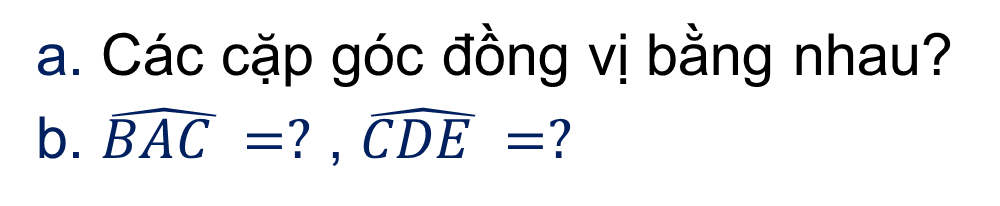 a. Các cặp góc đồng vị bằng nhau?
b. \widehat{BAC} =? , \widehat{CDE} =?